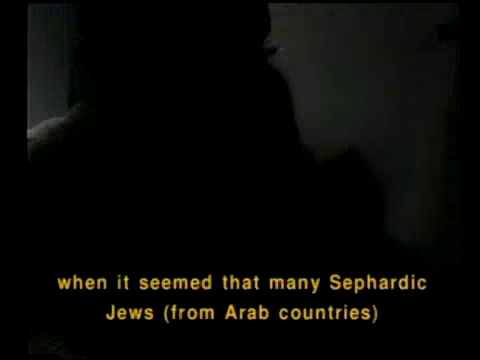 when it seemed that many Sephardic
Jews (from Arab countries)